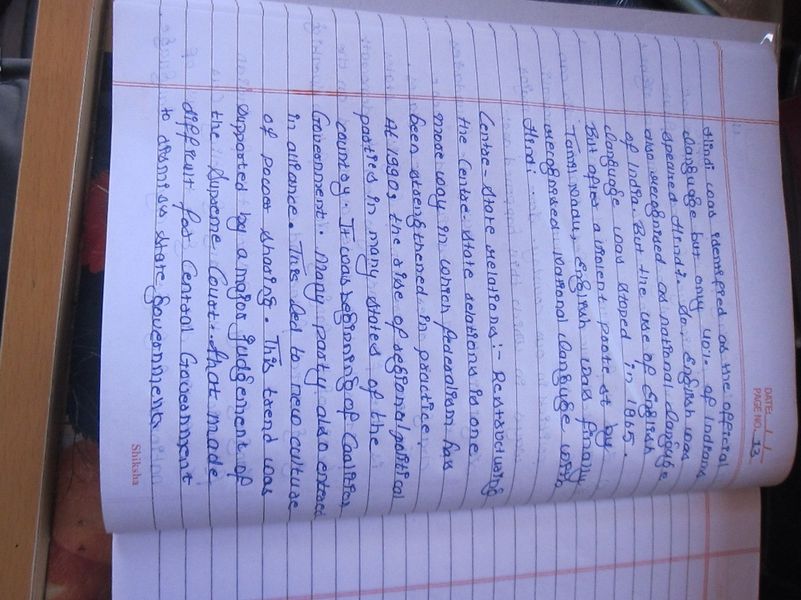 DATE: / /
PAGE NO.: 13
Hindi was identified as the official
language but only 40%. of Indians
speaked Hindi. So English was
also recognised as national language
of India. But the use of English
language was stoped in 1965.
But after a violent protest by
Tamil Nadu, English was finally
recognised National language with
Hindi.
Centre-State relations:- Restructuring
the Centre-State relations is one
more way in which federalism has
been strengthened in practice.
At 1990s the rise of regional political
parties in many states of the
country. It was beginning of Coalition
Government. Many party also entered
in alliance. This led to new culture
of power sharing. This trend was
supported by a major judgement of
the Supreme Court. that made
difficult for Central Government
to dismiss state governments
Shiksha